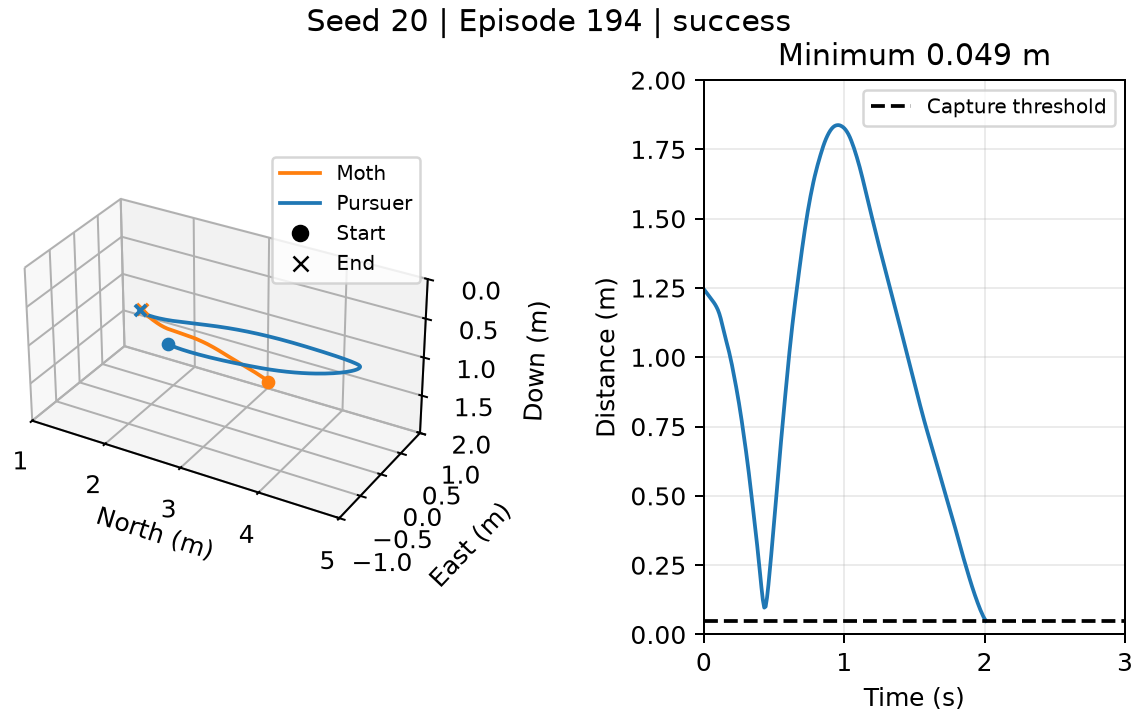 Seed 20 | Episode 194 | success
Moth
Pursuer
Start
End
0.0
0.5
1.0
1.5
2.0
Down (m)
1
2
3
4
5
North (m)
−1.0
−0.5
0.0
0.5
1.0
East (m)
Minimum 0.049 m
Capture threshold
2.00
1.75
1.50
1.25
1.00
0.75
0.50
0.25
0.00
Distance (m)
0
1
2
3
Time (s)